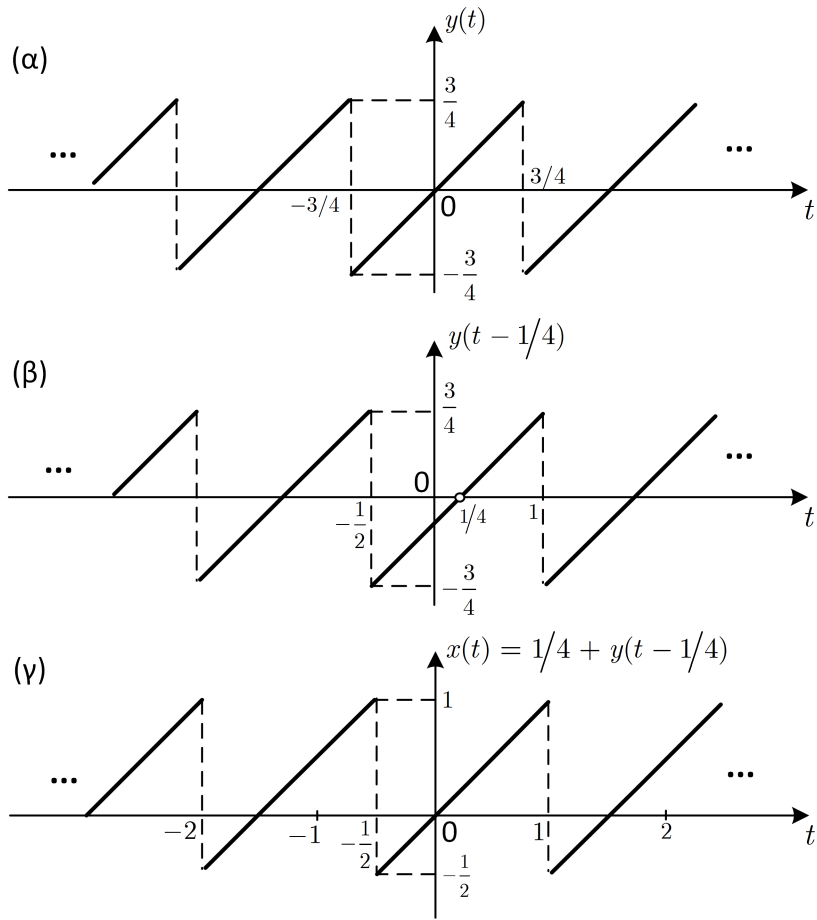 (α)
y(t)
3/4
...
...
−3/4
0
3/4
t
−3/4
(β)
y(t − 1/4)
3/4
...
...
0
−1/2
1/4
1
t
−3/4
(γ)
x(t) = 1/4 + y(t − 1/4)
1
...
...
−2
−1
−1/2
0
1
2
t
−1/2